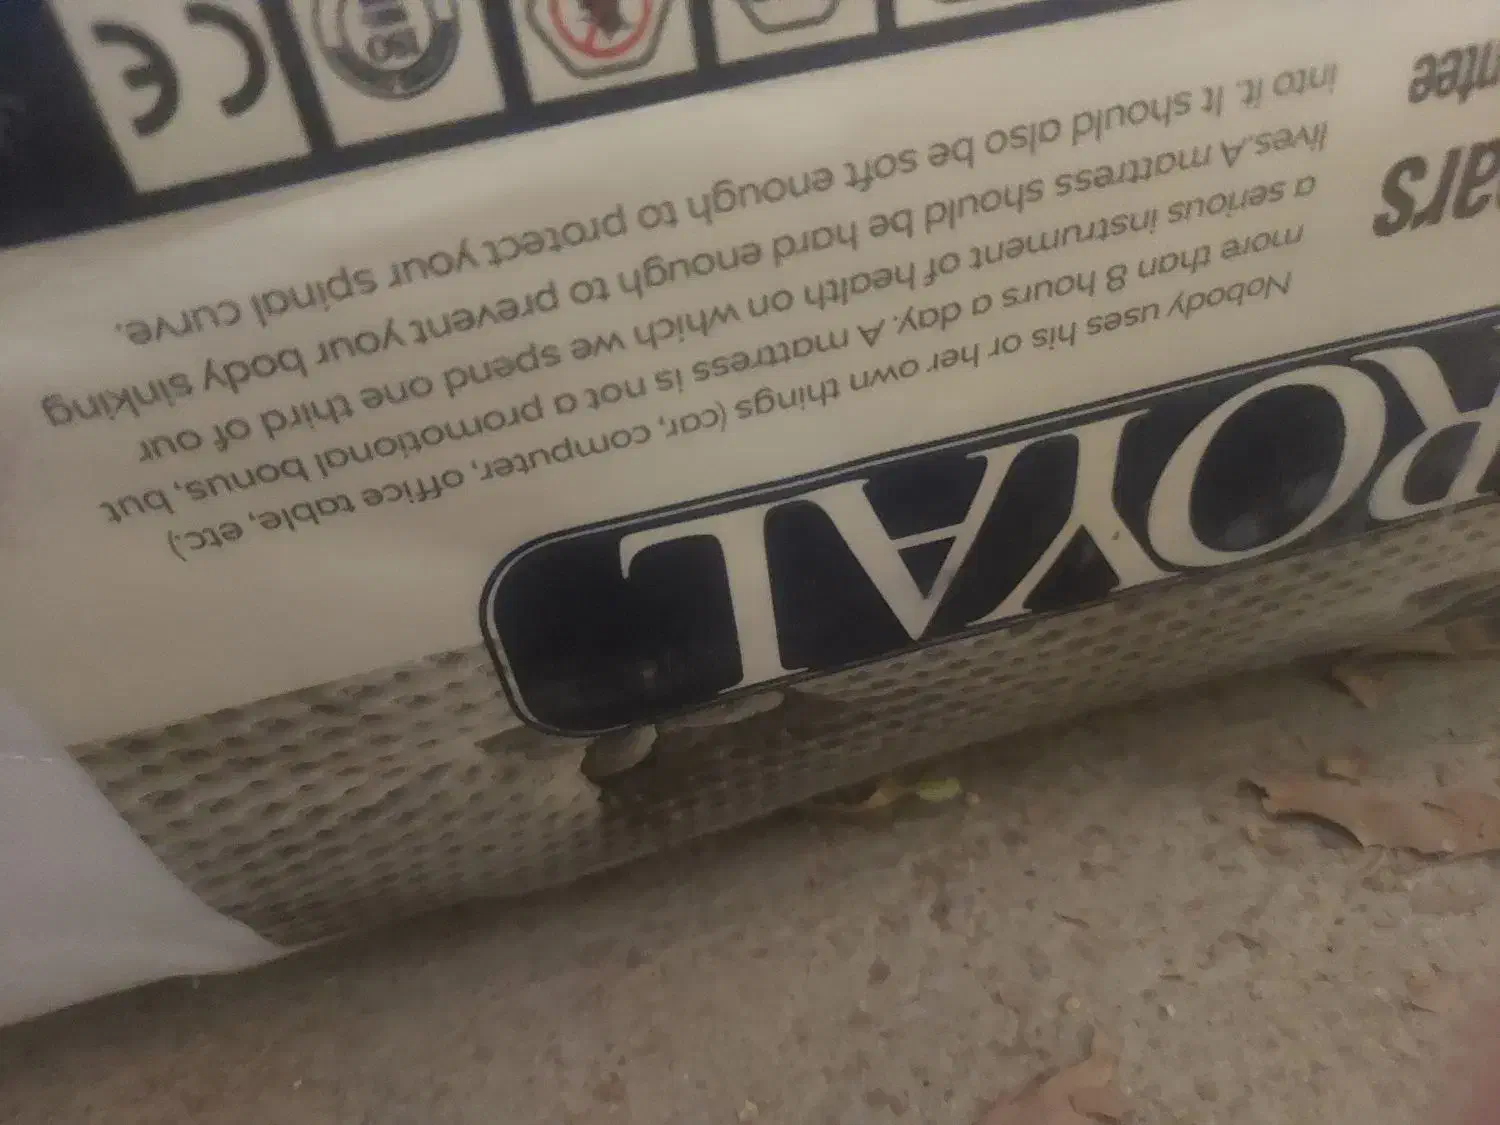 ROYAL
Nobody uses his or her own things (car, computer, office table, etc.)
more than 8 hours a day. A mattress is not a promotional bonus, but
a serious instrument of health on which we spend one third of our
lives.A mattress should be hard enough to prevent your body sinking
into it. It should also be soft enough to protect your spinal curve.
ars
ntee
CE
ISO